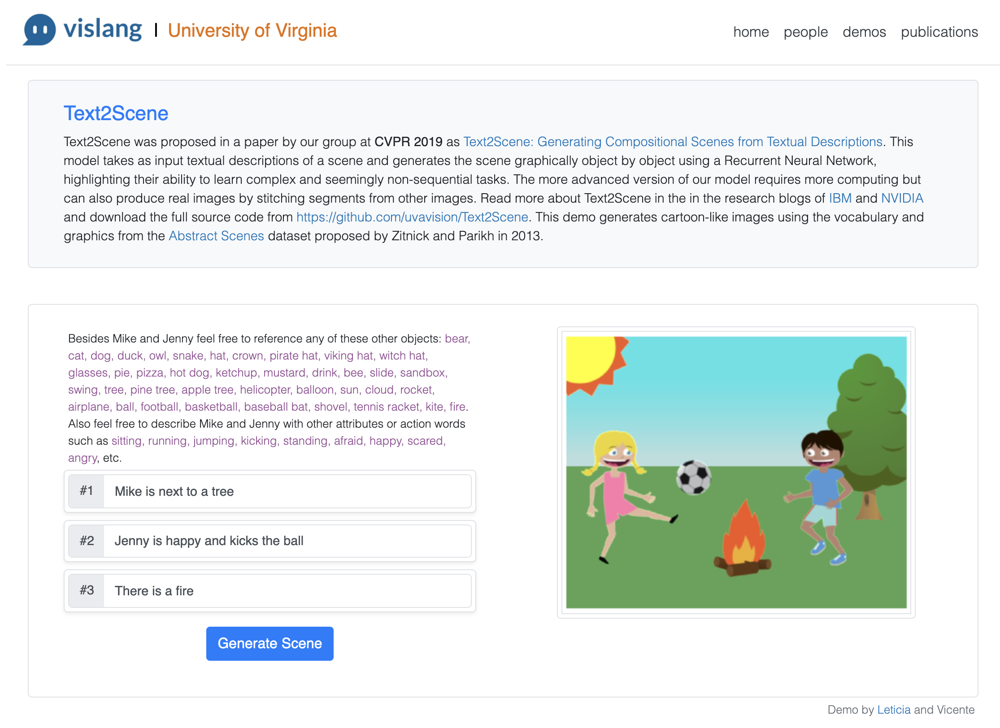 vislang | University of Virginia
home people demos publications
Text2Scene
Text2Scene was proposed in a paper by our group at CVPR 2019 as Text2Scene: Generating Compositional Scenes from Textual Descriptions. This
model takes as input textual descriptions of a scene and generates the scene graphically object by object using a Recurrent Neural Network,
highlighting their ability to learn complex and seemingly non-sequential tasks. The more advanced version of our model requires more computing but
can also produce real images by stitching segments from other images. Read more about Text2Scene in the in the research blogs of IBM and NVIDIA
and download the full source code from https://github.com/uvavision/Text2Scene. This demo generates cartoon-like images using the vocabulary and
graphics from the Abstract Scenes dataset proposed by Zitnick and Parikh in 2013.
Besides Mike and Jenny feel free to reference any of these other objects: bear,
cat, dog, duck, owl, snake, hat, crown, pirate hat, viking hat, witch hat,
glasses, pie, pizza, hot dog, ketchup, mustard, drink, bee, slide, sandbox,
swing, tree, pine tree, apple tree, helicopter, balloon, sun, cloud, rocket,
airplane, ball, football, basketball, baseball bat, shovel, tennis racket, kite, fire.
Also feel free to describe Mike and Jenny with other attributes or action words
such as sitting, running, jumping, kicking, standing, afraid, happy, scared,
angry, etc.
#1 Mike is next to a tree
#2 Jenny is happy and kicks the ball
#3 There is a fire
Generate Scene
Demo by Leticia and Vicente